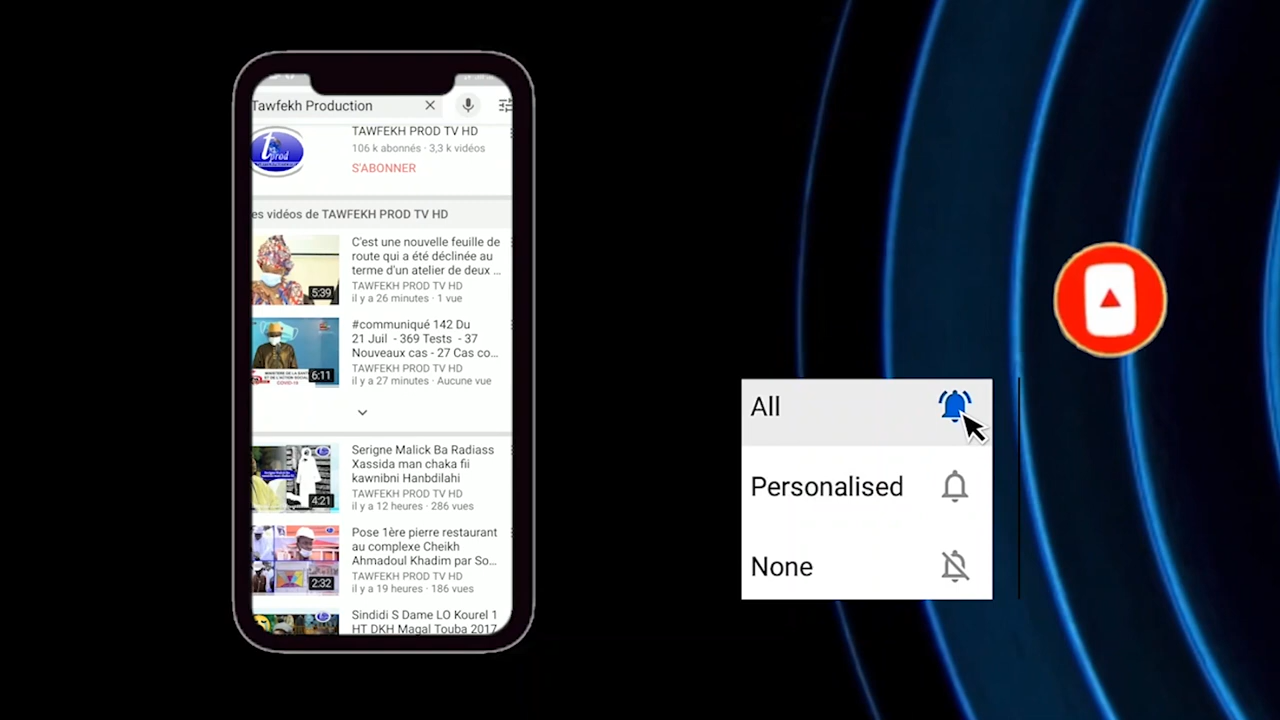 Tawfekh Production
TAWFEKH PROD TV HD
106 k abonnés · 3,3 k vidéos
S'ABONNER
prod
es vidéos de TAWFEKH PROD TV HD
C'est une nouvelle feuille de
route qui a été déclinée au
terme d'un atelier de deux ...
TAWFEKH PROD TV HD
il y a 26 minutes · 1 vue
5:39
#communiqué 142 Du
21 Juil - 369 Tests - 37
Nouveaux cas - 27 Cas co...
TAWFEKH PROD TV HD
il y a 27 minutes · Aucune vue
6:11
Serigne Malick Ba Radiass
Xassida man chaka fii
kawnibni Hanbdilahi
TAWFEKH PROD TV HD
il y a 12 heures · 286 vues
4:21
Pose 1ère pierre restaurant
au complexe Cheikh
Ahmadoul Khadim par So...
TAWFEKH PROD TV HD
il y a 19 heures · 186 vues
2:32
Sindidi S Dame LO Kourel 1
HT DKH Magal Touba 2017
All
Personalised
None